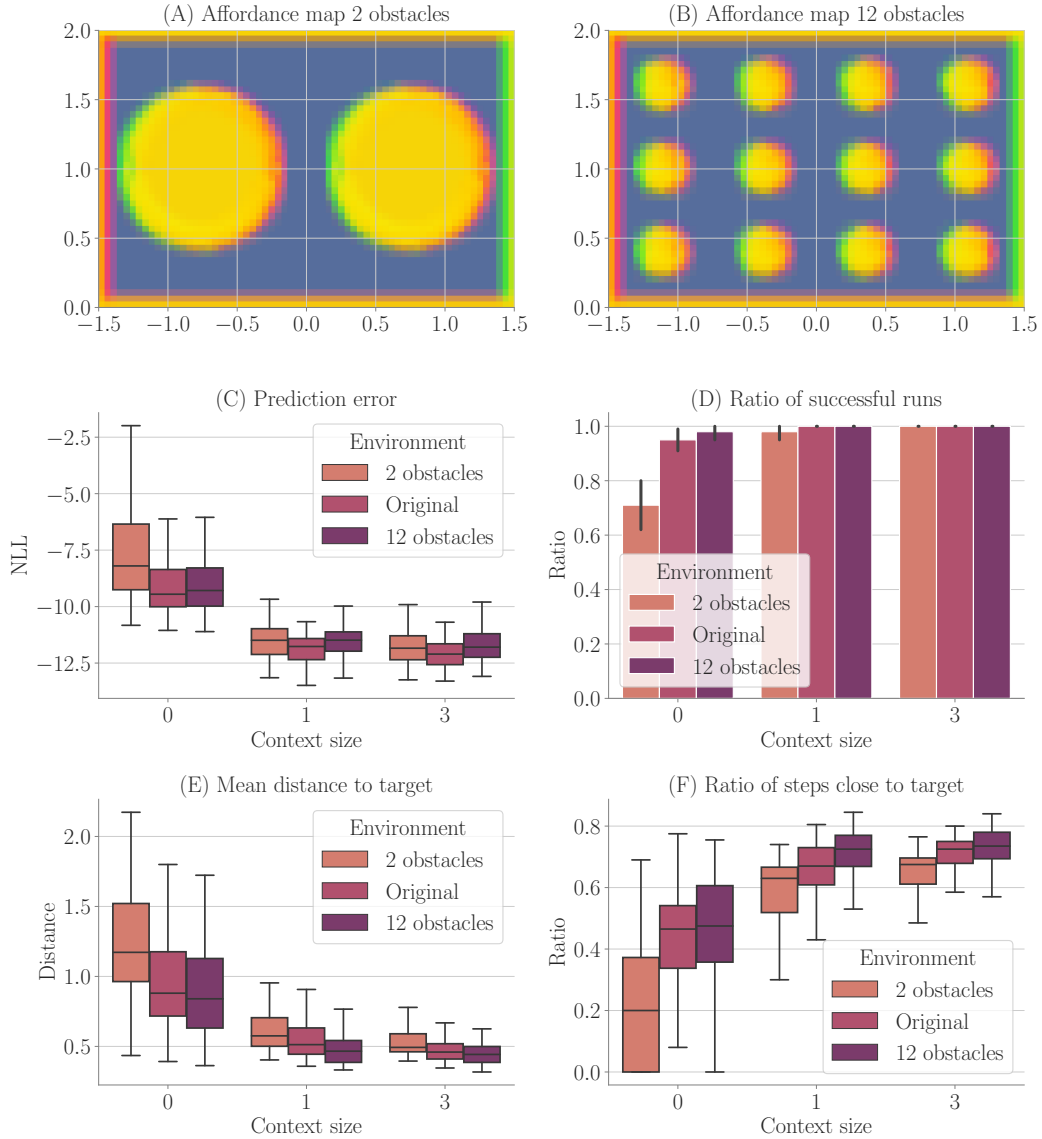 (A) Affordance map 2 obstacles
2.0
1.5
1.0
0.5
0.0
−1.5 −1.0 −0.5 0.0 0.5 1.0 1.5
(B) Affordance map 12 obstacles
2.0
1.5
1.0
0.5
0.0
−1.5 −1.0 −0.5 0.0 0.5 1.0 1.5
(C) Prediction error
NLL
−2.5
−5.0
−7.5
−10.0
−12.5
Environment
2 obstacles
Original
12 obstacles
0 1 3
Context size
(D) Ratio of successful runs
Ratio
1.0
0.8
0.6
0.4
0.2
0.0
Environment
2 obstacles
Original
12 obstacles
0 1 3
Context size
(E) Mean distance to target
Distance
2.0
1.5
1.0
0.5
Environment
2 obstacles
Original
12 obstacles
0 1 3
Context size
(F) Ratio of steps close to target
Ratio
0.8
0.6
0.4
0.2
0.0
Environment
2 obstacles
Original
12 obstacles
0 1 3
Context size